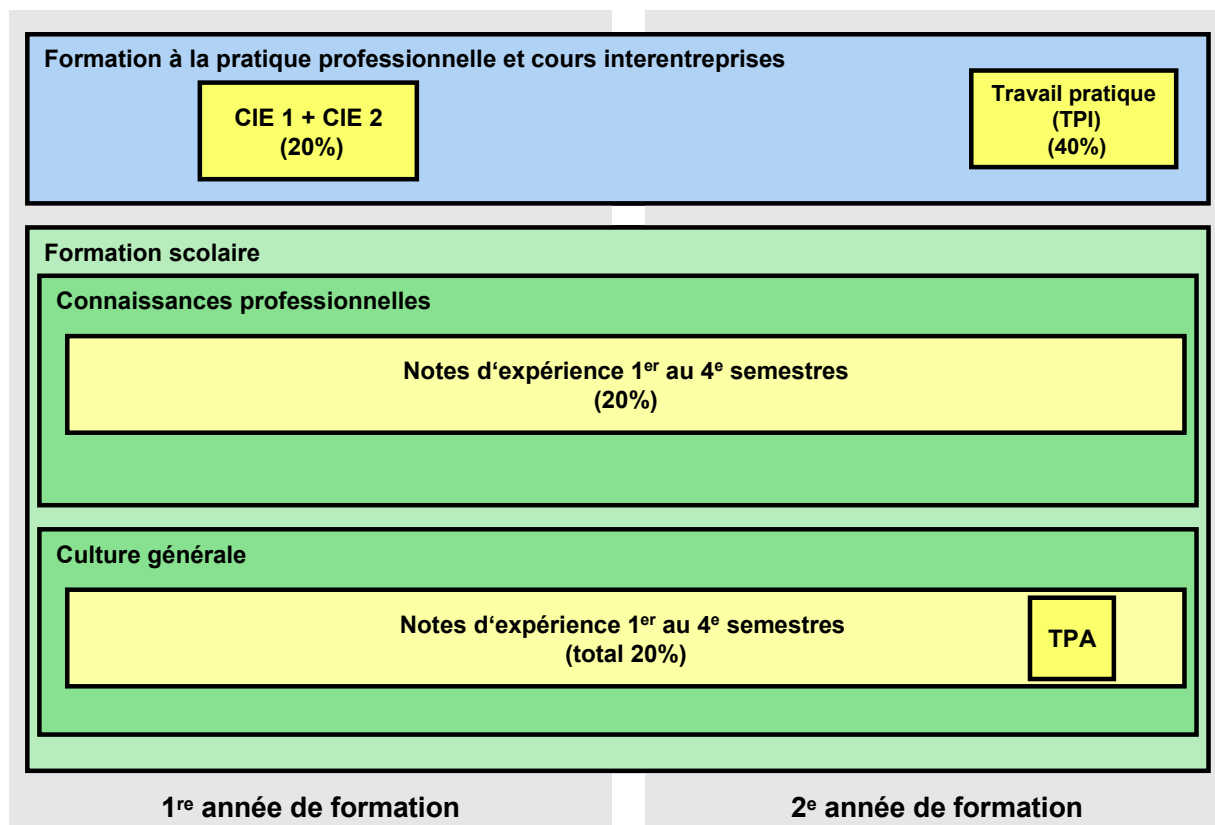 Formation à la pratique professionnelle et cours interentreprises
CIE 1 + CIE 2
(20%)
Travail pratique
(TPI)
(40%)
Formation scolaire
Connaissances professionnelles
Notes d‘expérience 1er au 4e semestres
(20%)
Culture générale
Notes d‘expérience 1er au 4e semestres
(total 20%)
TPA
1re année de formation
2e année de formation